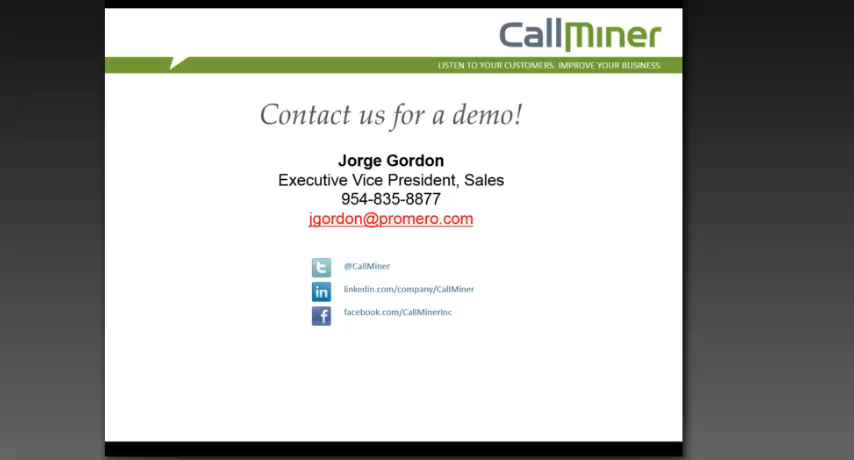 CallMiner
LISTEN TO YOUR CUSTOMERS. IMPROVE YOUR BUSINESS.
Contact us for a demo!
Jorge Gordon
Executive Vice President, Sales
954-835-8877
jgordon@promero.com
@CallMiner
linkedin.com/company/CallMiner
facebook.com/CallMinerInc